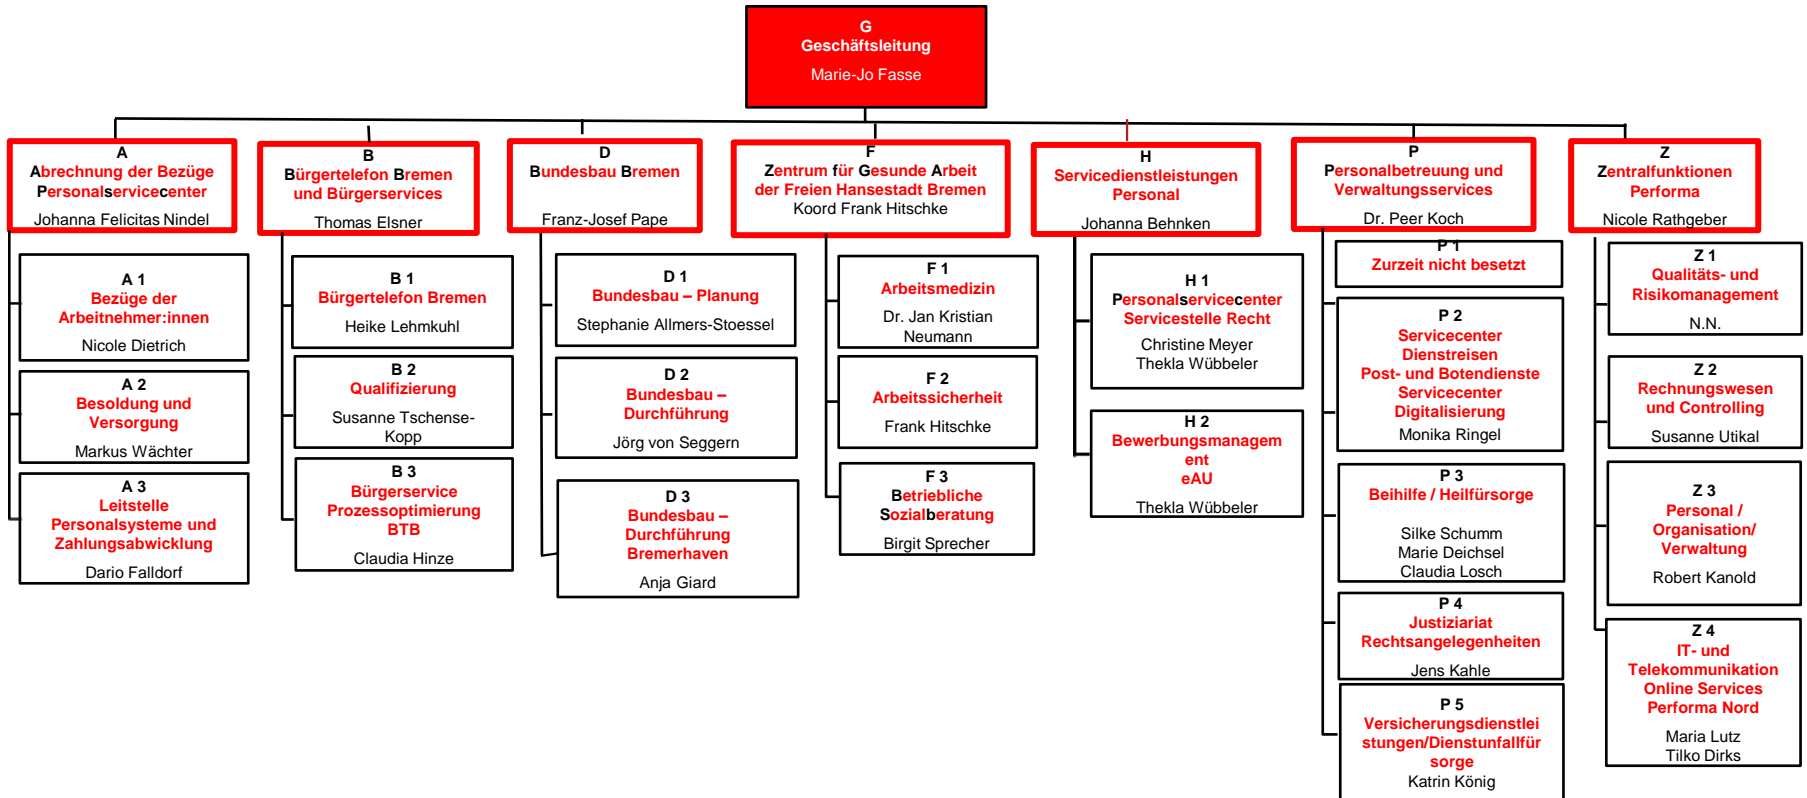 G
Geschäftsleitung
Marie-Jo Fasse
A
Abrechnung der Bezüge
Personalservicecenter
Johanna Felicitas Nindel
B
Bürgertelefon Bremen
und Bürgerservices
Thomas Elsner
D
Bundesbau Bremen
Franz-Josef Pape
F
Zentrum für Gesunde Arbeit
der Freien Hansestadt Bremen
Koord Frank Hitschke
H
Servicedienstleistungen
Personal
Johanna Behnken
P
Personalbetreuung und
Verwaltungsservices
Dr. Peer Koch
Z
Zentralfunktionen
Performa
Nicole Rathgeber
A 1
Bezüge der
Arbeitnehmer:innen
Nicole Dietrich
A 2
Besoldung und
Versorgung
Markus Wächter
A 3
Leitstelle
Personalsysteme und
Zahlungsabwicklung
Dario Falldorf
B 1
Bürgertelefon Bremen
Heike Lehmkuhl
B 2
Qualifizierung
Susanne Tschense-
Kopp
B 3
Bürgerservice
Prozessoptimierung
BTB
Claudia Hinze
D 1
Bundesbau – Planung
Stephanie Allmers-Stoessel
D 2
Bundesbau –
Durchführung
Jörg von Seggern
D 3
Bundesbau –
Durchführung
Bremerhaven
Anja Giard
F 1
Arbeitsmedizin
Dr. Jan Kristian
Neumann
F 2
Arbeitssicherheit
Frank Hitschke
F 3
Betriebliche
Sozialberatung
Birgit Sprecher
H 1
Personalservicecenter
Servicestelle Recht
Christine Meyer
Thekla Wübbeler
H 2
Bewerbungsmanagem
ent
eAU
Thekla Wübbeler
P 1
Zurzeit nicht besetzt
P 2
Servicecenter
Dienstreisen
Post- und Botendienste
Servicecenter
Digitalisierung
Monika Ringel
P 3
Beihilfe / Heilfürsorge
Silke Schumm
Marie Deichsel
Claudia Losch
P 4
Justiziariat
Rechtsangelegenheiten
Jens Kahle
P 5
Versicherungsdienstlei
stungen/Dienstunfallfür
sorge
Katrin König
Z 1
Qualitäts- und
Risikomanagement
N.N.
Z 2
Rechnungswesen
und Controlling
Susanne Utikal
Z 3
Personal /
Organisation/
Verwaltung
Robert Kanold
Z 4
IT- und
Telekommunikation
Online Services
Performa Nord
Maria Lutz
Tilko Dirks